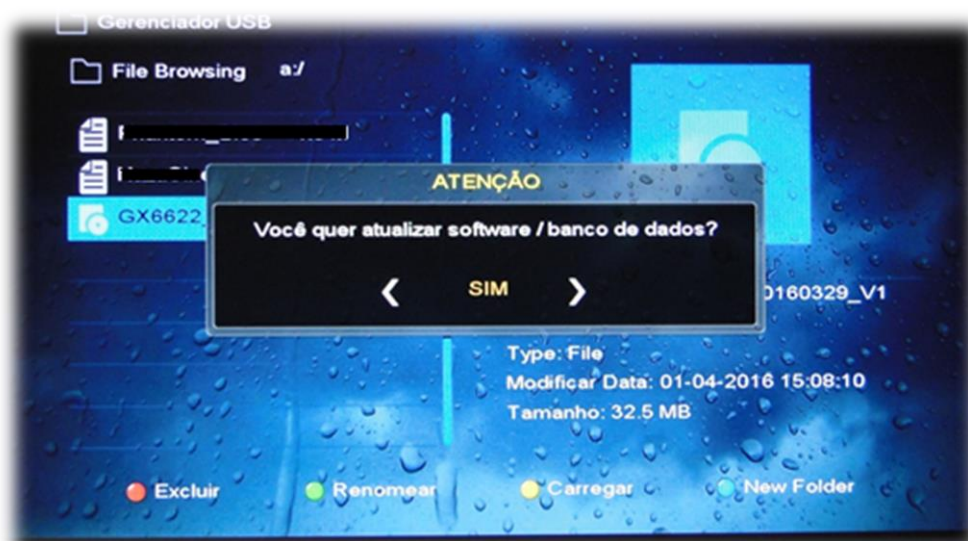 Gerenciador USB
File Browsing a:/
GX6622_
ATENÇÃO
Você quer atualizar software / banco de dados?
SIM
0160329_V1
Type: File
Modificar Data: 01-04-2016 15:08:10
Tamanho: 32.5 MB
Excluir Renomear Carregar New Folder